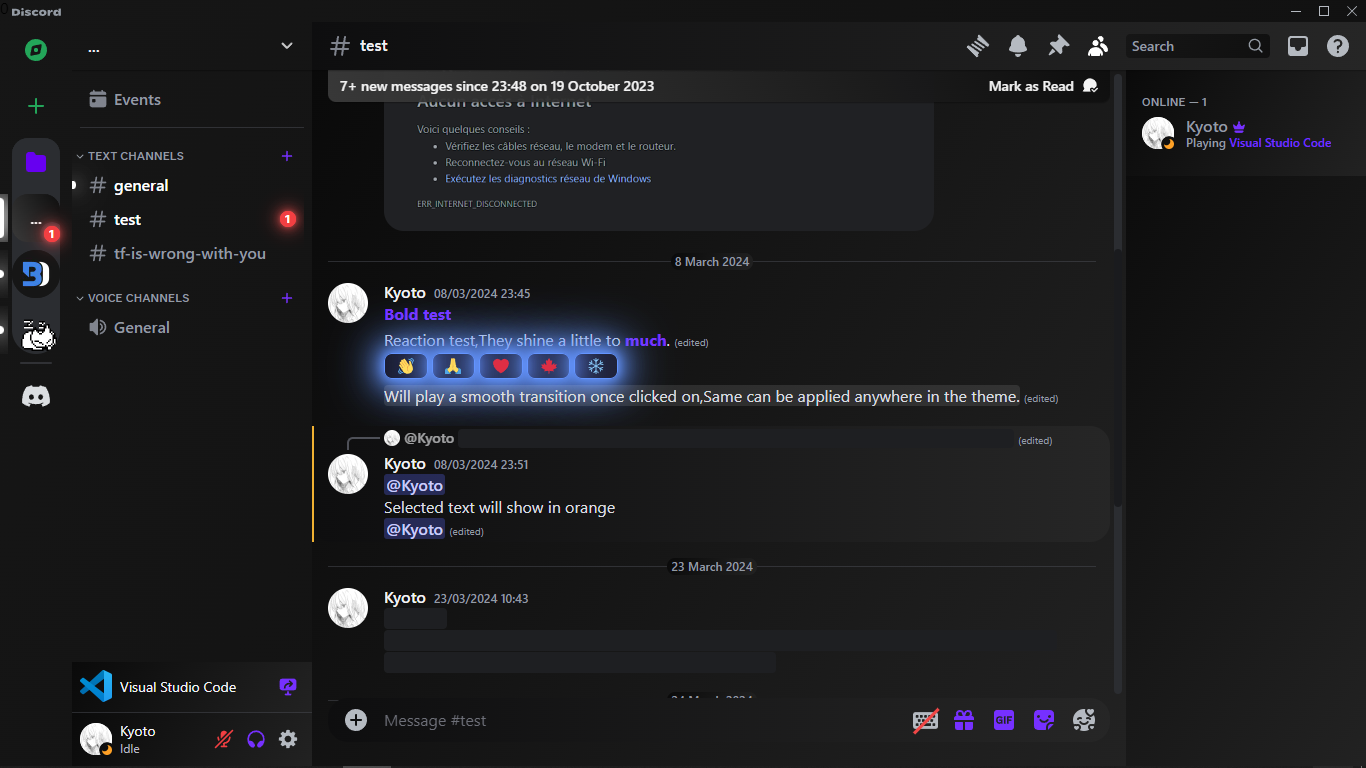 Discord
...
Events
TEXT CHANNELS
general
test
1
tf-is-wrong-with-you
VOICE CHANNELS
General
...
1
Visual Studio Code
Kyoto
Idle
test
Search
7+ new messages since 23:48 on 19 October 2023
Mark as Read
Aucun accès à Internet
Voici quelques conseils :
Vérifiez les câbles réseau, le modem et le routeur.
Reconnectez-vous au réseau Wi-Fi
Exécutez les diagnostics réseau de Windows
ERR_INTERNET_DISCONNECTED
8 March 2024
Kyoto 08/03/2024 23:45
Bold test
Reaction test,They shine a little to much. (edited)
Will play a smooth transition once clicked on,Same can be applied anywhere in the theme. (edited)
@Kyoto (edited)
Kyoto 08/03/2024 23:51
@Kyoto
Selected text will show in orange
@Kyoto (edited)
23 March 2024
Kyoto 23/03/2024 10:43
Message #test
GIF
ONLINE — 1
Kyoto
Playing Visual Studio Code